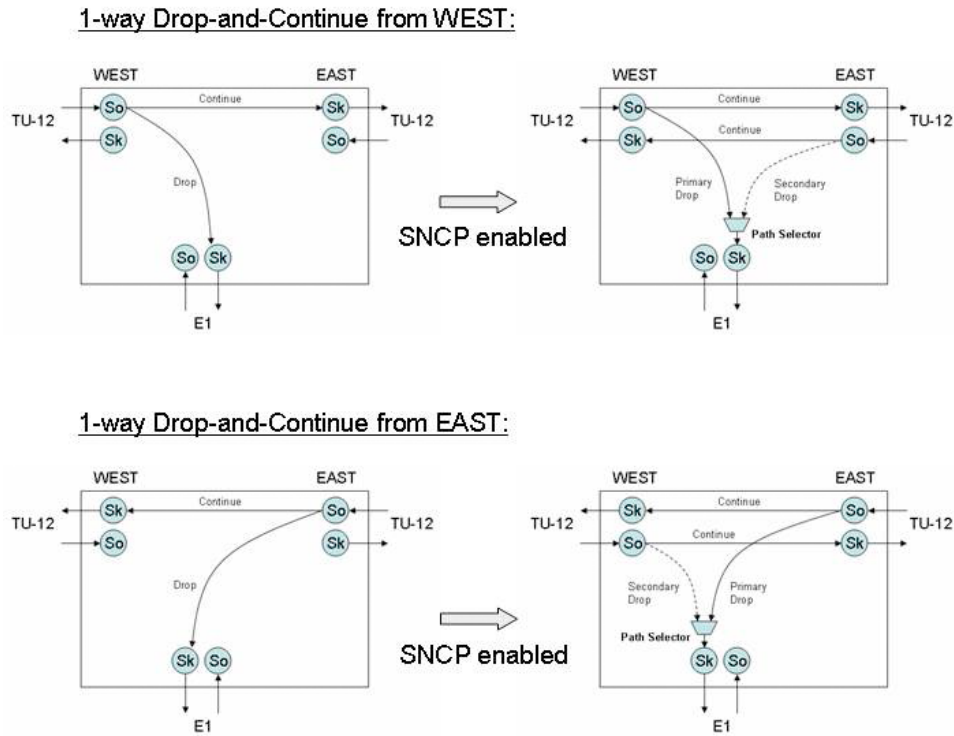 1-way Drop-and-Continue from WEST:
WEST EAST
So Continue Sk
TU-12 TU-12
Sk So
Drop
So Sk
E1
SNCP enabled
WEST EAST
So Continue Sk
TU-12 TU-12
Sk Continue So
Primary Drop
Secondary Drop
Path Selector
So Sk
E1
1-way Drop-and-Continue from EAST:
WEST EAST
Sk Continue So
TU-12 TU-12
So Sk
Drop
Sk So
E1
SNCP enabled
WEST EAST
Sk Continue So
TU-12 TU-12
So Continue Sk
Secondary Drop
Primary Drop
Path Selector
Sk So
E1